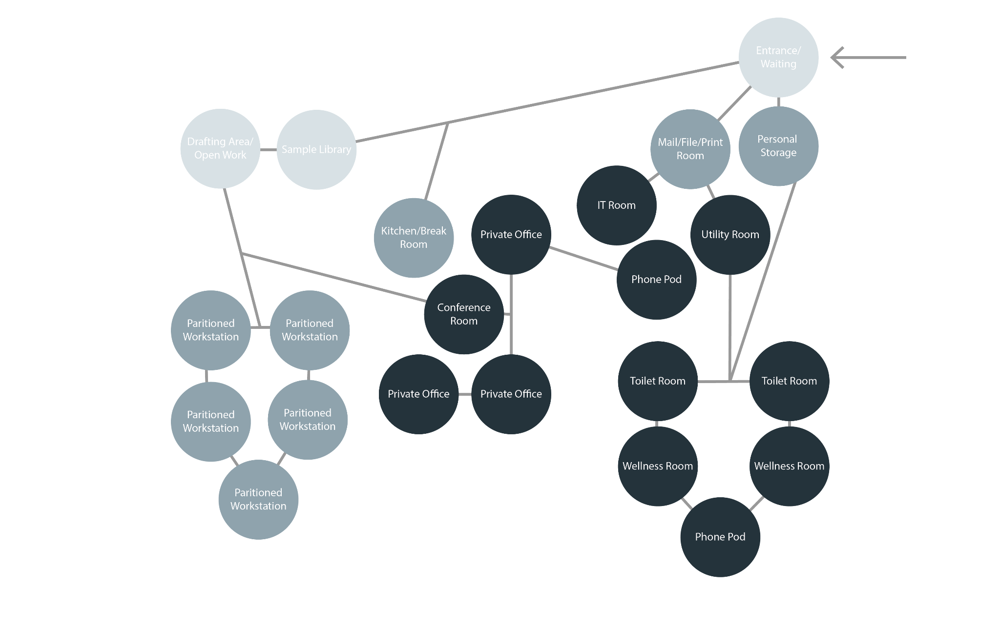 Entrance/
Waiting
Drafting Area/
Open Work
Sample Library
Mail/File/Print
Room
Personal
Storage
IT Room
Kitchen/Break
Room
Private Office
Utility Room
Phone Pod
Conference
Room
Paritioned
Workstation
Paritioned
Workstation
Private Office
Private Office
Toilet Room
Toilet Room
Paritioned
Workstation
Paritioned
Workstation
Wellness Room
Wellness Room
Paritioned
Workstation
Phone Pod